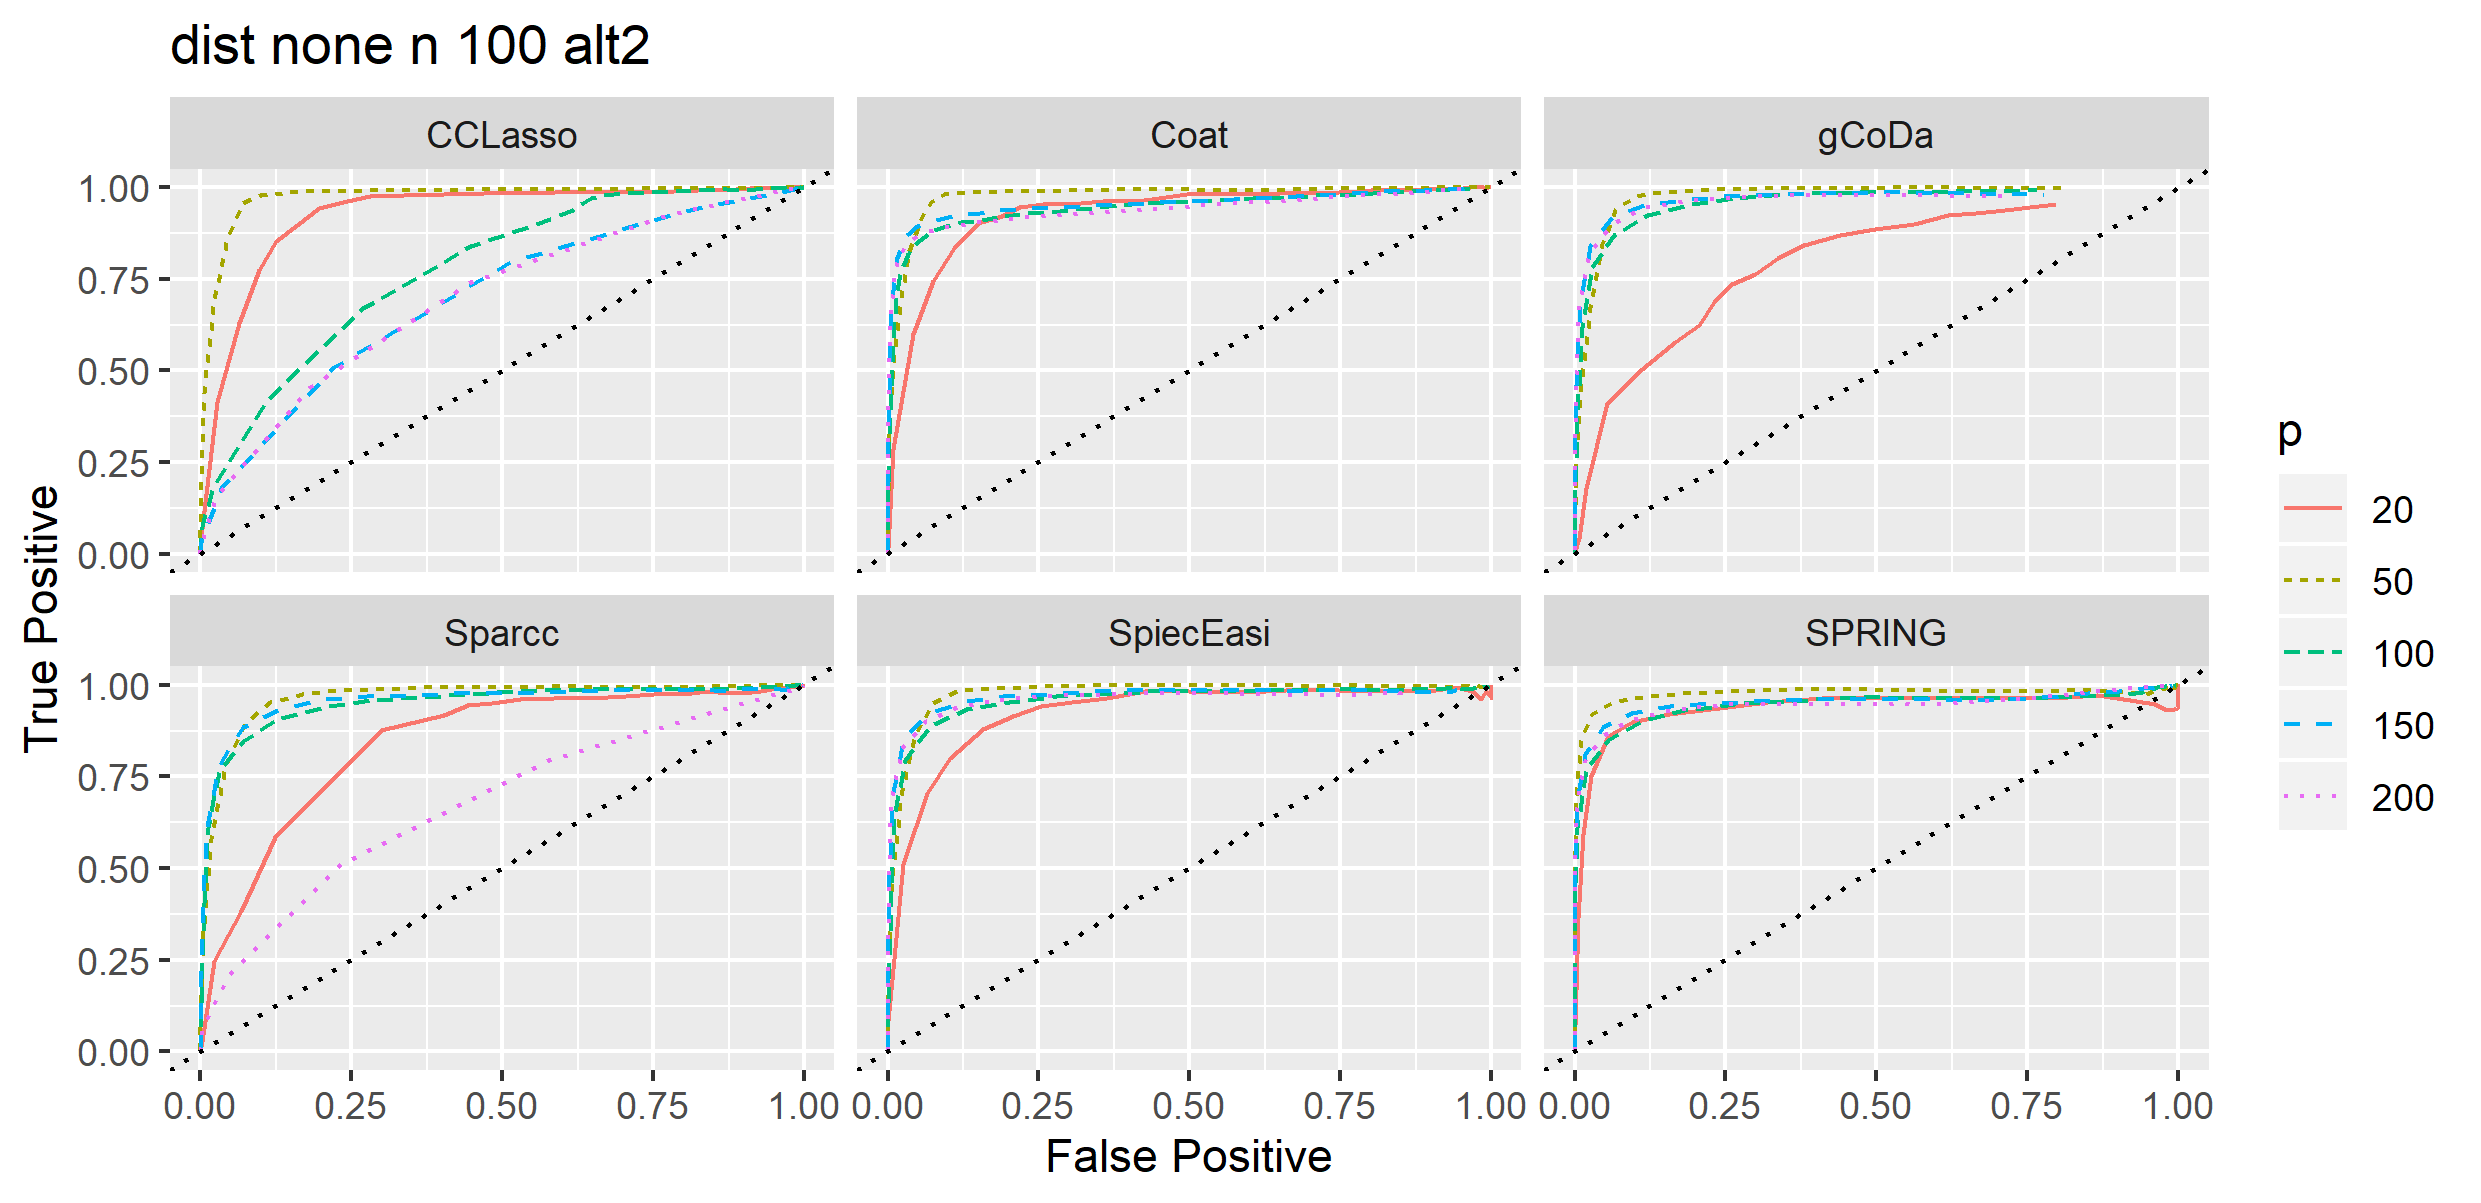 dist none n 100 alt2
CCLasso
Coat
gCoDa
1.00
0.75
0.50
0.25
0.00
Sparcc
SpiecEasi
SPRING
1.00
0.75
0.50
0.25
0.00
0.00 0.25 0.50 0.75 1.00
0.00 0.25 0.50 0.75 1.00
0.00 0.25 0.50 0.75 1.00
False Positive
True Positive
p
20
50
100
150
200